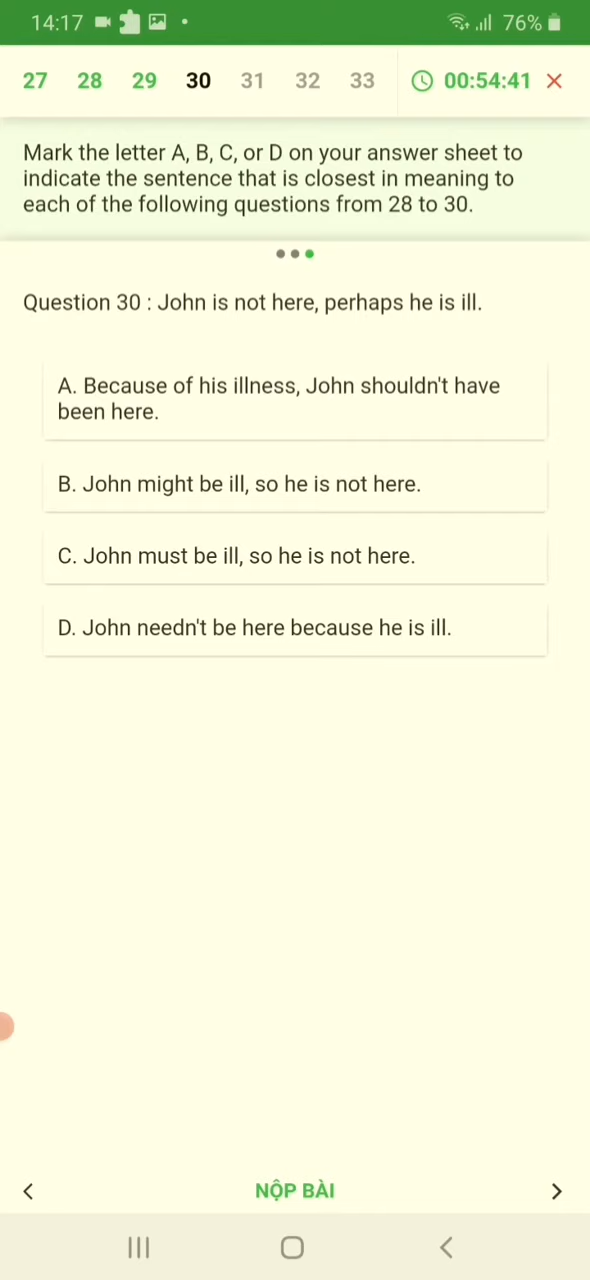 14:17 76%
27 28 29 30 31 32 33 00:54:41
Mark the letter A, B, C, or D on your answer sheet to
indicate the sentence that is closest in meaning to
each of the following questions from 28 to 30.
Question 30 : John is not here, perhaps he is ill.
A. Because of his illness, John shouldn't have
been here.
B. John might be ill, so he is not here.
C. John must be ill, so he is not here.
D. John needn't be here because he is ill.
NỘP BÀI